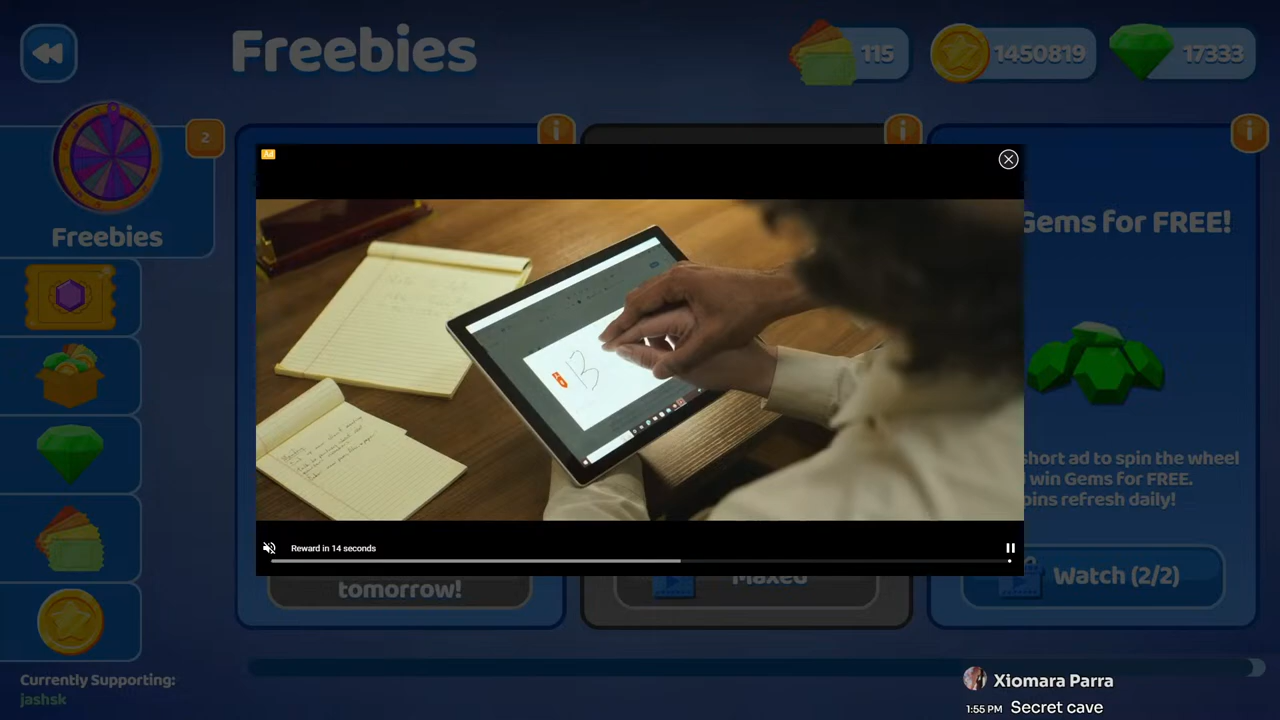 Freebies
115
1450819
17333
2
Freebies
Ad
Gems for FREE!
short ad to spin the wheel
win Gems for FREE.
pins refresh daily!
Reward in 14 seconds
tomorrow!
Maxed
Watch (2/2)
Currently Supporting:
jashsk
Xiomara Parra
1:55 PM Secret cave